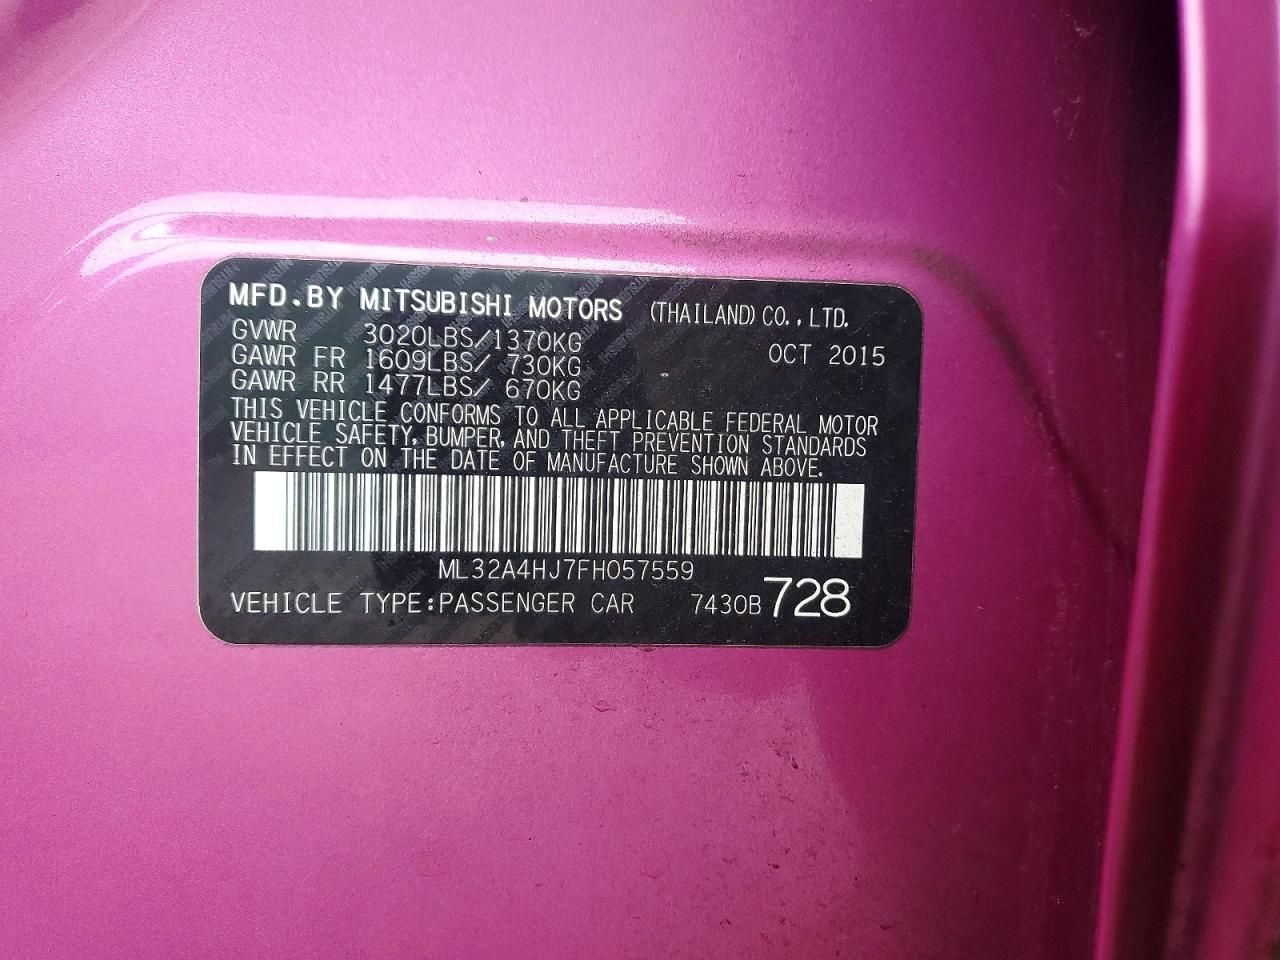 MFD.BY MITSUBISHI MOTORS (THAILAND) CO., LTD.
GVWR 3020LBS/1370KG OCT 2015
GAWR FR 1609LBS/ 730KG
GAWR RR 1477LBS/ 670KG
THIS VEHICLE CONFORMS TO ALL APPLICABLE FEDERAL MOTOR
VEHICLE SAFETY, BUMPER, AND THEFT PREVENTION STANDARDS
IN EFFECT ON THE DATE OF MANUFACTURE SHOWN ABOVE.
ML32A4HJ7FH057559
VEHICLE TYPE:PASSENGER CAR 7430B 728